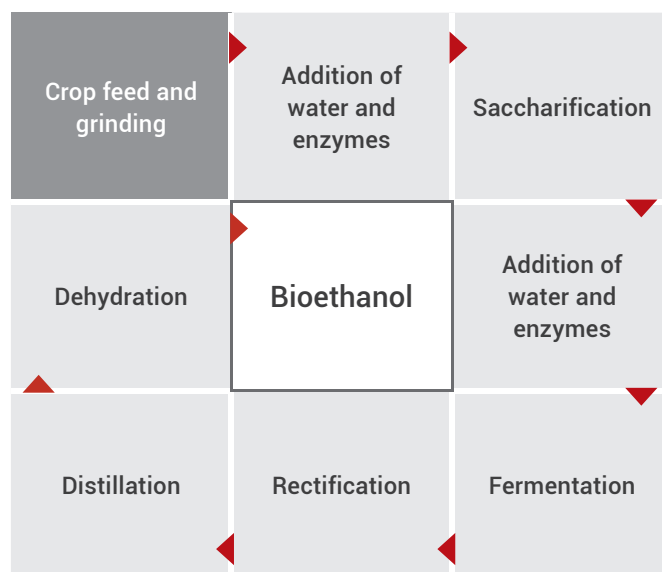 Crop feed and
grinding
Addition of
water and
enzymes
Saccharification
Dehydration
Bioethanol
Addition of
water and
enzymes
Distillation
Rectification
Fermentation